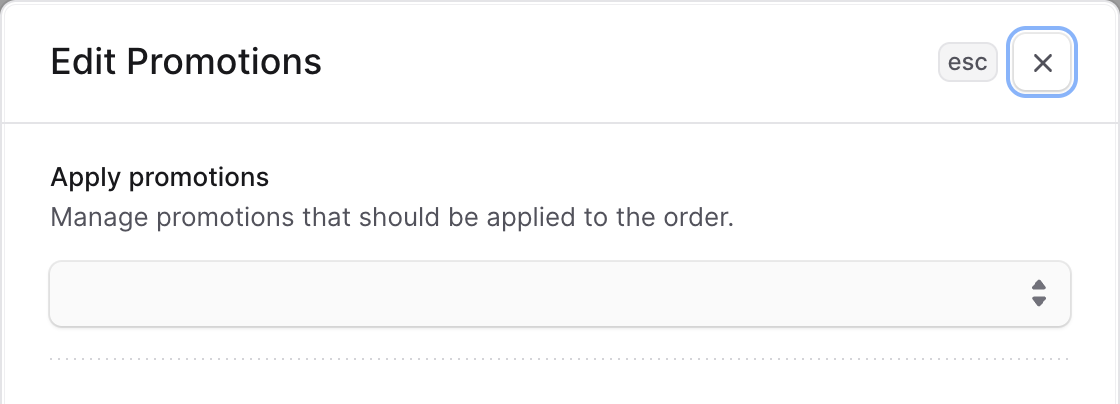 Edit Promotions
esc
Apply promotions
Manage promotions that should be applied to the order.